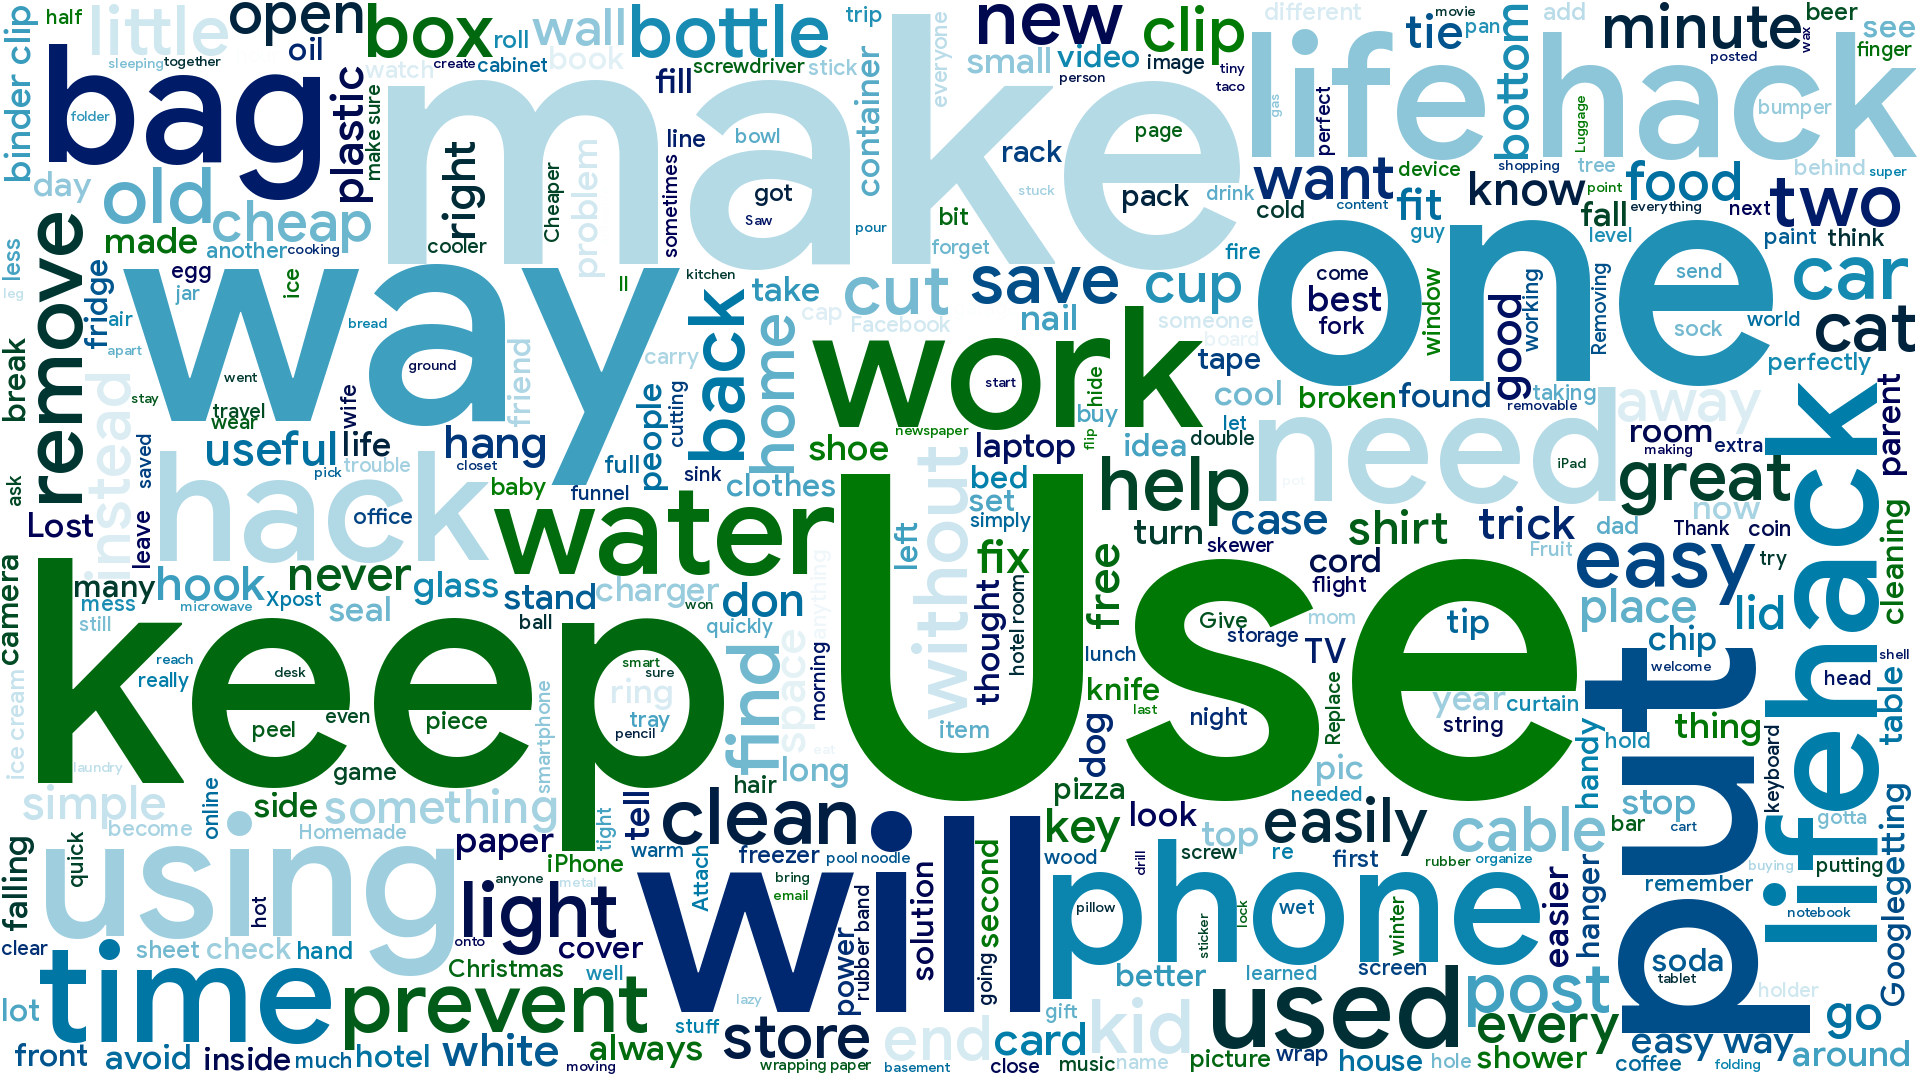 half
little
open
box
roll
wall
bottle
trip
new
clip
different
add
tie
movie
pan
minute
wax
beer
see
finger
sleeping
together
oil
create
cabinet
book
watch
screwdriver
stick
fill
everyone
small
video
image
person
tiny
taco
posted
binder clip
bag
folder
plastic
make sure
make
container
life hack
gas
perfect
bottom
Luggage
bumper
day
old
cheap
made
another
cooking
right
cooler
Cheaper
problem
sometimes
line
bowl
got
Saw
pour
stuck
bit
forget
rack
page
pack
drink
want
cold
device
content
shopping
know
tree
point
fit
guy
fall
level
food
everything
behind
super
next
two
paint
think
less
leg
remove
fridge
air
apart
egg
jar
ice
way
bread
ground
ll
kitchen
take
cap
cut
Facebook
save
nail
cup
someone
board
fire
one
come
best
fork
window
good
working
Removing
send
sock
world
car
cat
perfectly
break
stay
went
travel
wear
wife
friend
carry
people
cutting
back
home
work
start
hide
buy
flip
tape
cool
let
broken
found
removable
taking
away
room
extra
making
parent
instead
saved
ask
useful
pick
life
trouble
hang
closet
full
funnel
baby
sink
clothes
shoe
newspaper
laptop
bed
set
simply
idea
double
help
need
iPad
great
now
Lost
leave
hack
office
water
pot
Use
without
left
fix
turn
case
skewer
cord
flight
shirt
trick
Fruit
dad
Thank
coin
easy
try
lifehack
cleaning
camera
many
mess
still
hook
microwave
Xpost
never
seal
glass
stand
ball
charger
won
don
quickly
anything
thought
hotel room
free
Give
storage
mom
TV
tip
place
chip
lid
welcome
shell
keep
reach
really
desk
peel
even
piece
smart
sure
ring
tray
pencil
find
space
morning
eat
item
lunch
knife
last
dog
night
Replace
year
string
curtain
put
thing
hold
handy
head
table
ice cream
laundry
simple
become
online
side
game
something
smartphone
Homemade
tight
tell
hair
long
clean
pizza
key
look
top
pic
needed
easily
cable
stop
cart
bar
keyboard
gotta
Googlegetting
falling
quick
using
hot
paper
anyone
iPhone
metal
warm
Attach
freezer
bring
email
pool noodle
will
wood
drill
screw
re
first
rubber
organize
easier
hanger
remember
buying
putting
notebook
clear
sheet
check
hand
light
onto
cover
Christmas
well
power
rubber band
solution
going
second
phone
pillow
sticker
lock
wet
winter
screen
learned
better
soda
tablet
holder
lot
time
prevent
stuff
lazy
store
end
card
gift
kid
used
post
every
go
front
avoid
inside
much
hotel
white
moving
always
wrapping paper
basement
close
music
name
picture
wrap
house
hole
shower
easy way
coffee
folding
around